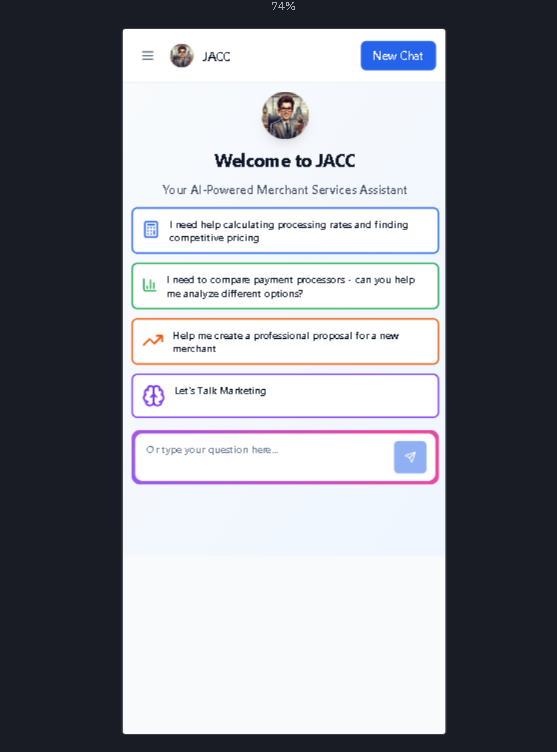 74%
JACC
New Chat
Welcome to JACC
Your AI-Powered Merchant Services Assistant
I need help calculating processing rates and finding
competitive pricing
I need to compare payment processors - can you help
me analyze different options?
Help me create a professional proposal for a new
merchant
Let's Talk Marketing
Or type your question here...